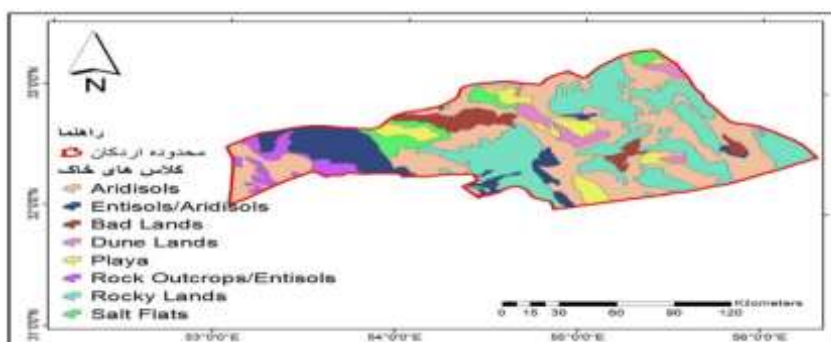 N
راهنما
محدوده اردکان
کلاس های خاک
Aridisols
Entisols/Aridisols
Bad Lands
Dune Lands
Playa
Rock Outcrops/Entisols
Rocky Lands
Salt Flats
Kilometers
0 15 30 60 90 120
53°0'0"E 54°0'0"E 55°0'0"E 56°0'0"E